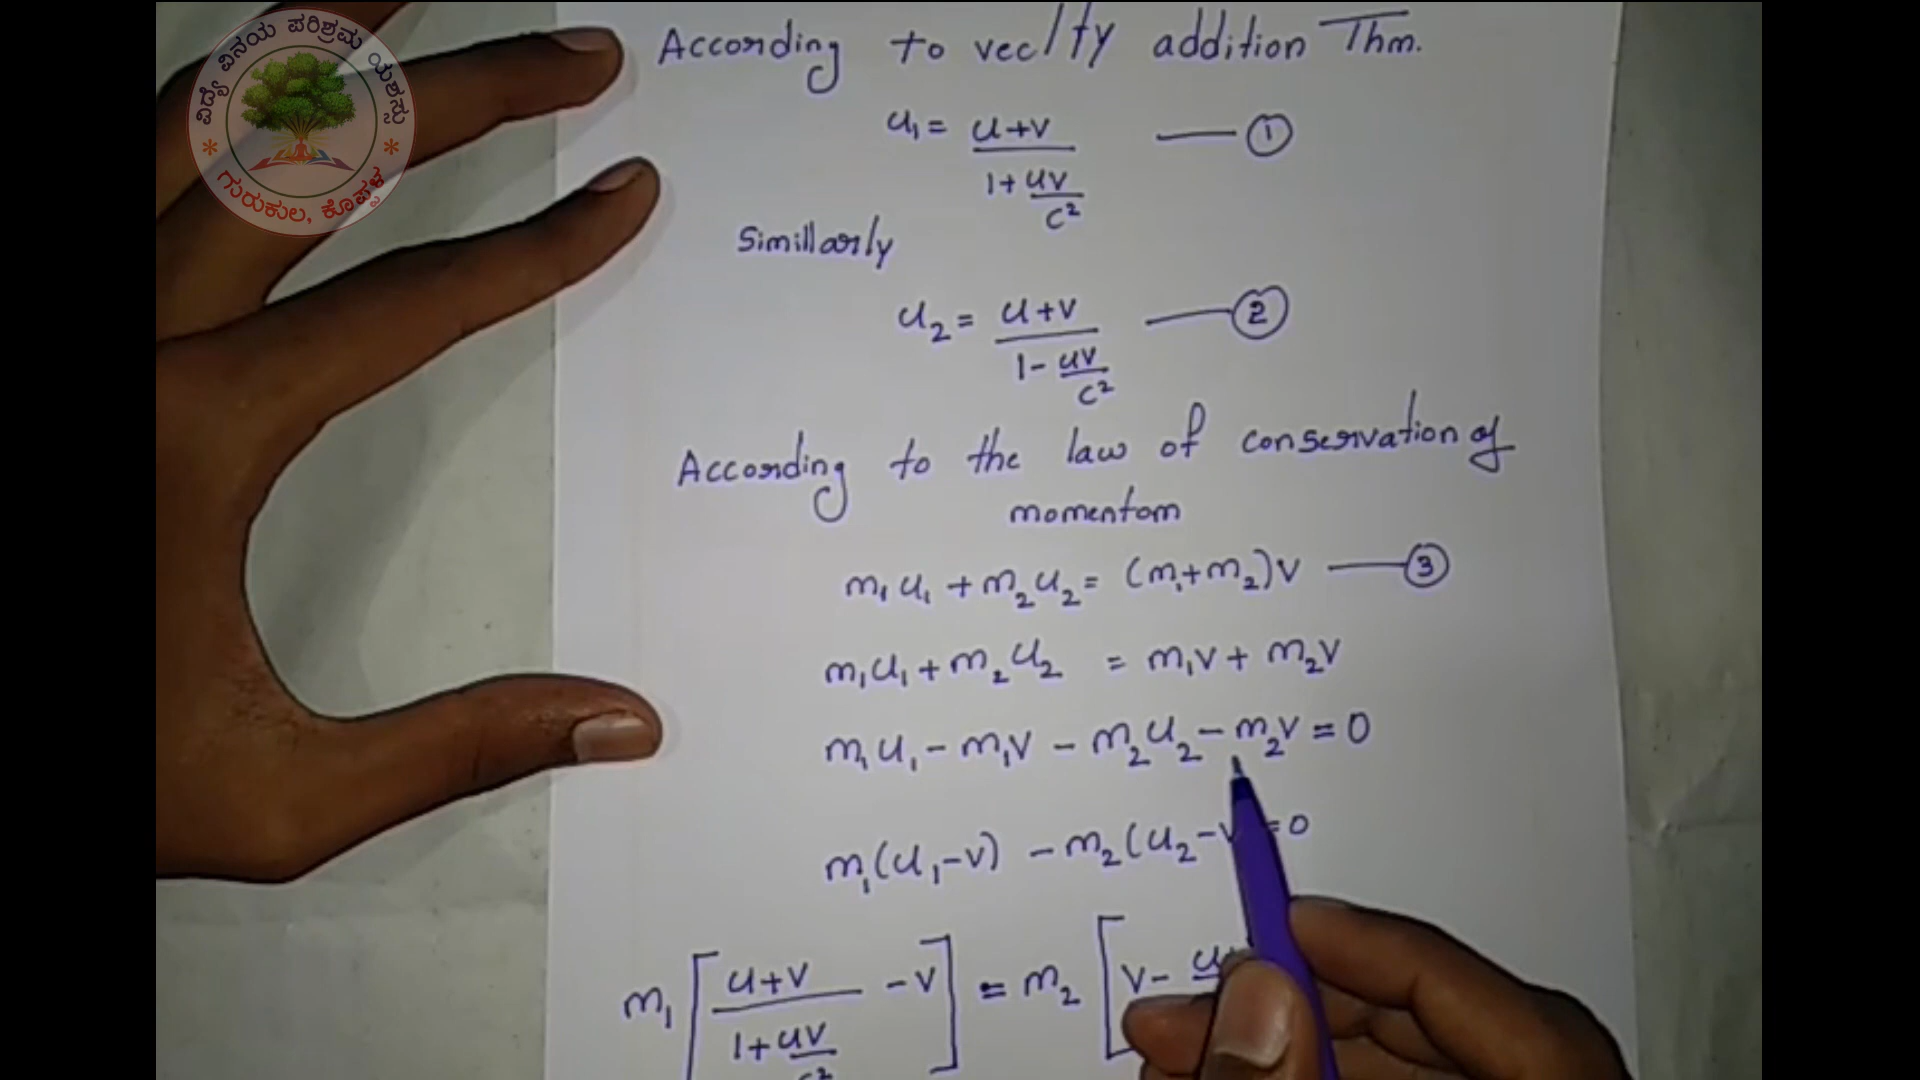 ವಿದ್ಯೆ ವಿನಯ ಪರಿಶ್ರಮ ಯಶಸ್ಸು
ಗುರುಕುಲ, ಕೊಪ್ಪಳ
According to veclty addition Thm.
u₁ = (u+v)/(1+uv/c²) — ①
Simillarly
u₂ = (u+v)/(1-uv/c²) — ②
According to the law of conservation of
momentom
m₁u₁ + m₂u₂ = (m₁+m₂)v — ③
m₁u₁ + m₂u₂ = m₁v + m₂v
m₁u₁ - m₁v - m₂u₂ - m₂v = 0
m₁(u₁-v) - m₂(u₂-v =0
m₁[(u+v)/(1+uv/c²) - v] = m₂[v - u